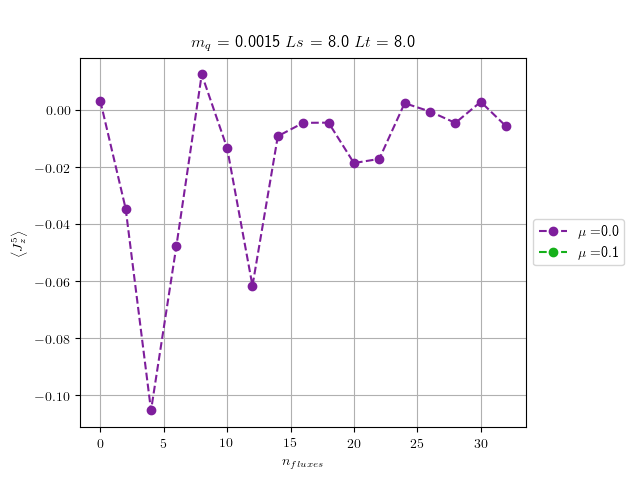 m_q = 0.0015 Ls = 8.0 Lt = 8.0
0.00
−0.02
−0.04
−0.06
−0.08
−0.10
⟨J_z^5⟩
0 5 10 15 20 25 30
n_fluxes
μ =0.0
μ =0.1